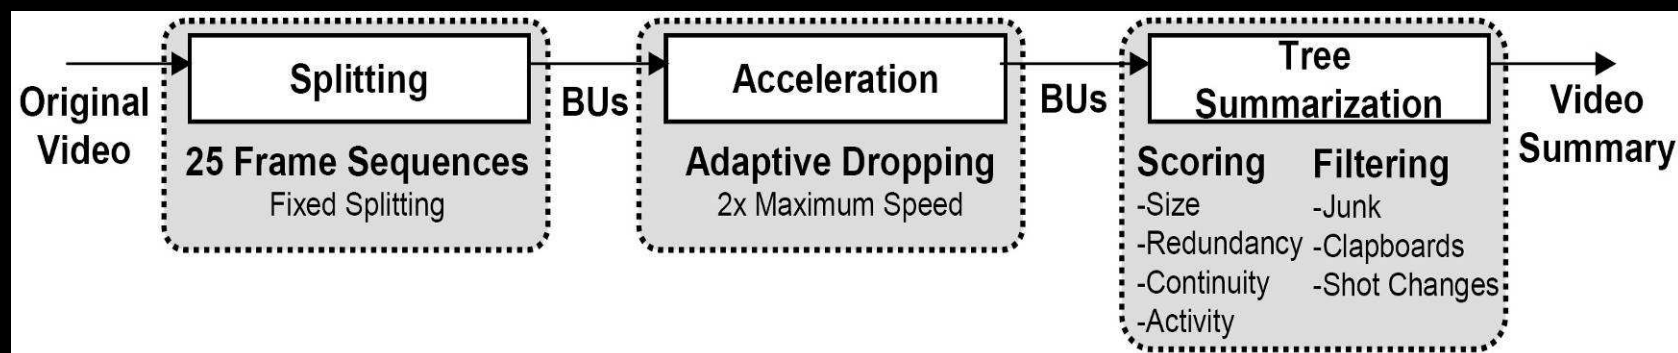 Original
Video
Splitting
25 Frame Sequences
Fixed Splitting
BUs
Acceleration
Adaptive Dropping
2x Maximum Speed
BUs
Tree
Summarization
Scoring
-Size
-Redundancy
-Continuity
-Activity
Filtering
-Junk
-Clapboards
-Shot Changes
Video
Summary